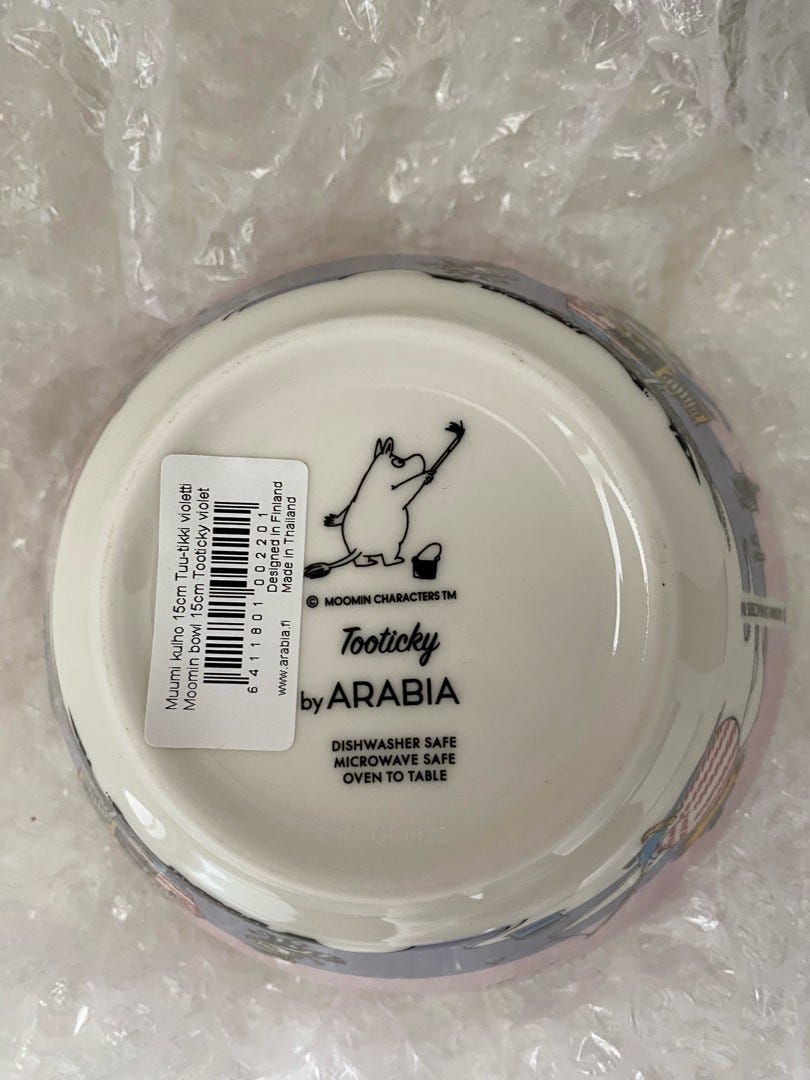 Muumi kulho 15cm Tuu-tikki violetti
Moomin bowl 15cm Tooticky violet
6 411801 002201
Designed in Finland
www.arabia.fi Made in Thailand
© MOOMIN CHARACTERS TM
Tooticky
by ARABIA
DISHWASHER SAFE
MICROWAVE SAFE
OVEN TO TABLE